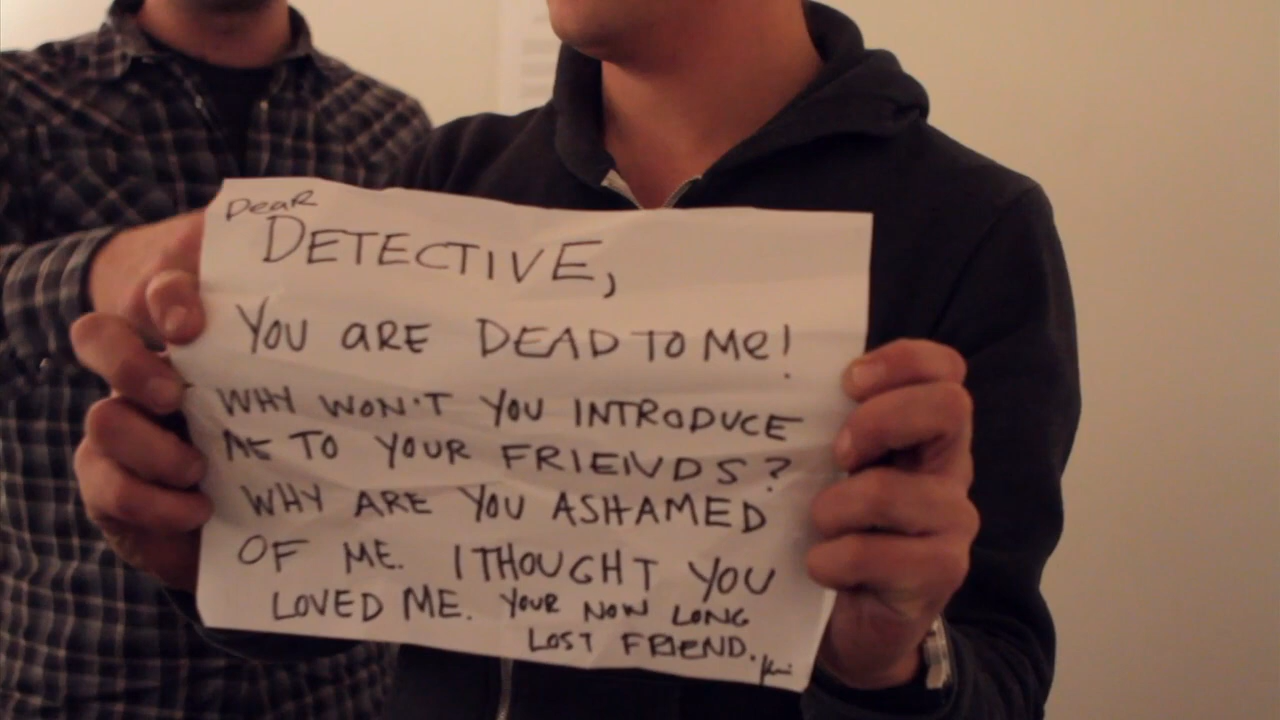 Dear
DETECTIVE,
YOU ARE DEAD TO Me!
WHY WON'T YOU INTRODUCE
ME TO YOUR FRIENDS?
WHY ARE YOU ASHAMED
OF ME. I THOUGHT YOU
LOVED ME. YOUR NOW LONG
LOST FRIEND.